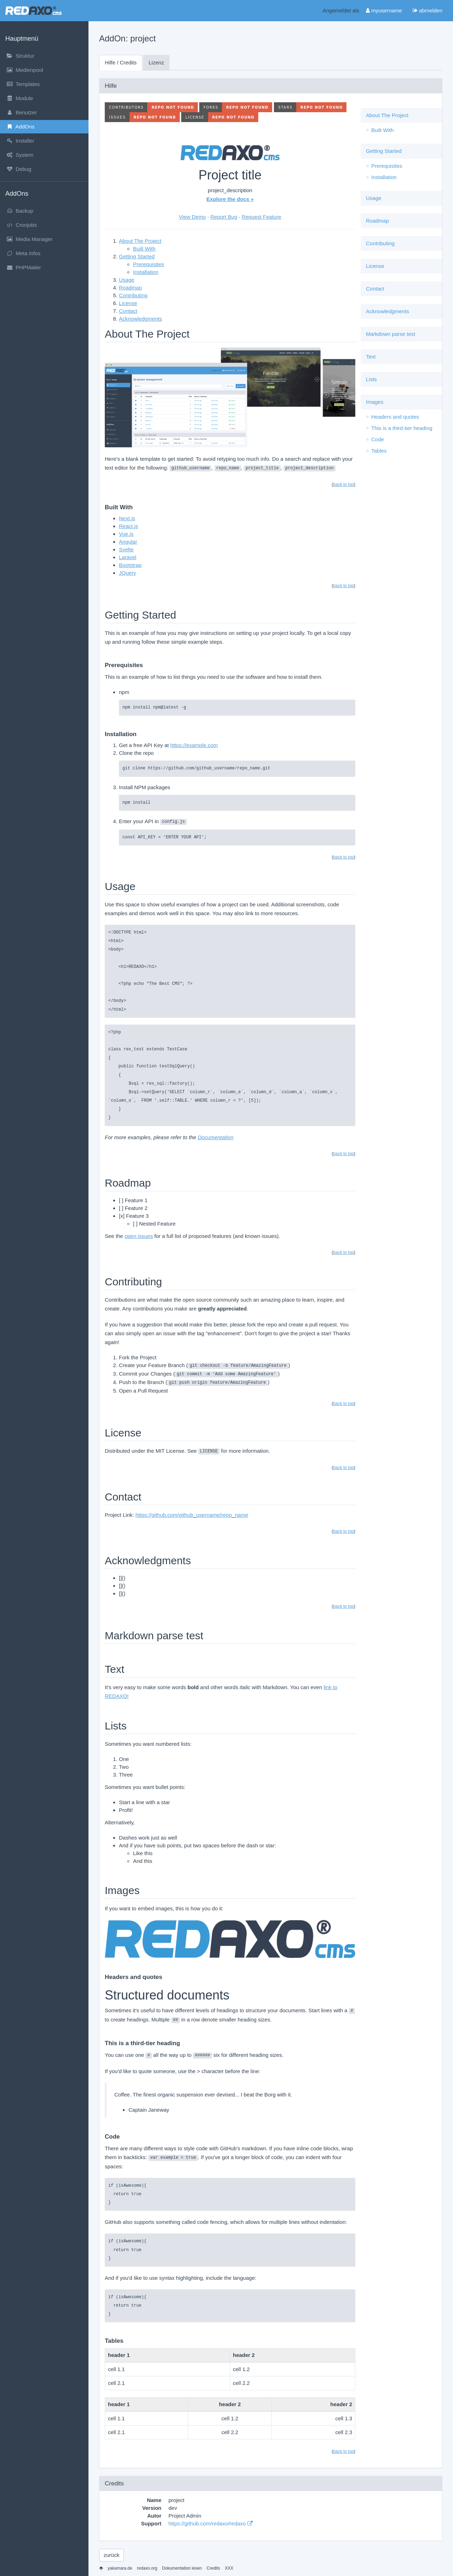 REDAXO® cms
Angemeldet als myusername abmelden
Hauptmenü
Struktur
Medienpool
Templates
Module
Benutzer
AddOns
Installer
System
Debug
AddOns
Backup
Cronjobs
Media Manager
Meta Infos
PHPMailer
AddOn: project
Hilfe / Credits Lizenz
Hilfe
CONTRIBUTORS REPO NOT FOUND FORKS REPO NOT FOUND STARS REPO NOT FOUND
ISSUES REPO NOT FOUND LICENSE REPO NOT FOUND
REDAXO® cms
Project title
project_description
Explore the docs »
View Demo · Report Bug · Request Feature
1. About The Project
Built With
2. Getting Started
Prerequisites
Installation
3. Usage
4. Roadmap
5. Contributing
6. License
7. Contact
8. Acknowledgments
About The Project
Here's a blank template to get started: To avoid retyping too much info. Do a search and replace with your
text editor for the following: github_username, repo_name, project_title, project_description
(back to top)
Built With
Next.js
React.js
Vue.js
Angular
Svelte
Laravel
Bootstrap
JQuery
(back to top)
Getting Started
This is an example of how you may give instructions on setting up your project locally. To get a local copy
up and running follow these simple example steps.
Prerequisites
This is an example of how to list things you need to use the software and how to install them.
npm
npm install npm@latest -g
Installation
1. Get a free API Key at https://example.com
2. Clone the repo
git clone https://github.com/github_username/repo_name.git
3. Install NPM packages
npm install
4. Enter your API in config.js
const API_KEY = 'ENTER YOUR API';
(back to top)
Usage
Use this space to show useful examples of how a project can be used. Additional screenshots, code
examples and demos work well in this space. You may also link to more resources.
<!DOCTYPE html>
<html>
<body>
<h1>REDAXO</h1>
<?php echo "The Best CMS"; ?>
</body>
</html>
<?php
class rex_test extends TestCase
{
public function testSqlQuery()
{
$sql = rex_sql::factory();
$sql->setQuery('SELECT `column_r`, `column_e`, `column_d`, `column_a`, `column_x`,
`column_o`, FROM '.self::TABLE.' WHERE column_r = ?', [5]);
}
}
For more examples, please refer to the Documentation
(back to top)
Roadmap
[ ] Feature 1
[ ] Feature 2
[x] Feature 3
[ ] Nested Feature
See the open issues for a full list of proposed features (and known issues).
(back to top)
Contributing
Contributions are what make the open source community such an amazing place to learn, inspire, and
create. Any contributions you make are greatly appreciated.
If you have a suggestion that would make this better, please fork the repo and create a pull request. You
can also simply open an issue with the tag "enhancement". Don't forget to give the project a star! Thanks
again!
1. Fork the Project
2. Create your Feature Branch (git checkout -b feature/AmazingFeature)
3. Commit your Changes (git commit -m 'Add some AmazingFeature')
4. Push to the Branch (git push origin feature/AmazingFeature)
5. Open a Pull Request
(back to top)
License
Distributed under the MIT License. See LICENSE for more information.
(back to top)
Contact
Project Link: https://github.com/github_username/repo_name
(back to top)
Acknowledgments
[]()
[]()
[]()
(back to top)
Markdown parse test
Text
It's very easy to make some words bold and other words italic with Markdown. You can even link to
REDAXO!
Lists
Sometimes you want numbered lists:
1. One
2. Two
3. Three
Sometimes you want bullet points:
Start a line with a star
Profit!
Alternatively,
Dashes work just as well
And if you have sub points, put two spaces before the dash or star:
Like this
And this
Images
If you want to embed images, this is how you do it:
REDAXO® cms
Headers and quotes
Structured documents
Sometimes it's useful to have different levels of headings to structure your documents. Start lines with a #
to create headings. Multiple ## in a row denote smaller heading sizes.
This is a third-tier heading
You can use one # all the way up to ###### six for different heading sizes.
If you'd like to quote someone, use the > character before the line:
Coffee. The finest organic suspension ever devised... I beat the Borg with it.
Captain Janeway
Code
There are many different ways to style code with GitHub's markdown. If you have inline code blocks, wrap
them in backticks: var example = true. If you've got a longer block of code, you can indent with four
spaces:
if (isAwesome){
return true
}
GitHub also supports something called code fencing, which allows for multiple lines without indentation:
if (isAwesome){
return true
}
And if you'd like to use syntax highlighting, include the language:
if (isAwesome){
return true
}
Tables
header 1 header 2
cell 1.1 cell 1.2
cell 2.1 cell 2.2
header 1 header 2 header 2
cell 1.1 cell 1.2 cell 1.3
cell 2.1 cell 2.2 cell 2.3
(back to top)
About The Project
Built With
Getting Started
Prerequisites
Installation
Usage
Roadmap
Contributing
License
Contact
Acknowledgments
Markdown parse test
Text
Lists
Images
Headers and quotes
This is a third-tier heading
Code
Tables
Credits
Name project
Version dev
Autor Project Admin
Support https://github.com/redaxo/redaxo
zurück
yakamara.de redaxo.org Dokumentation lesen Credits XXX